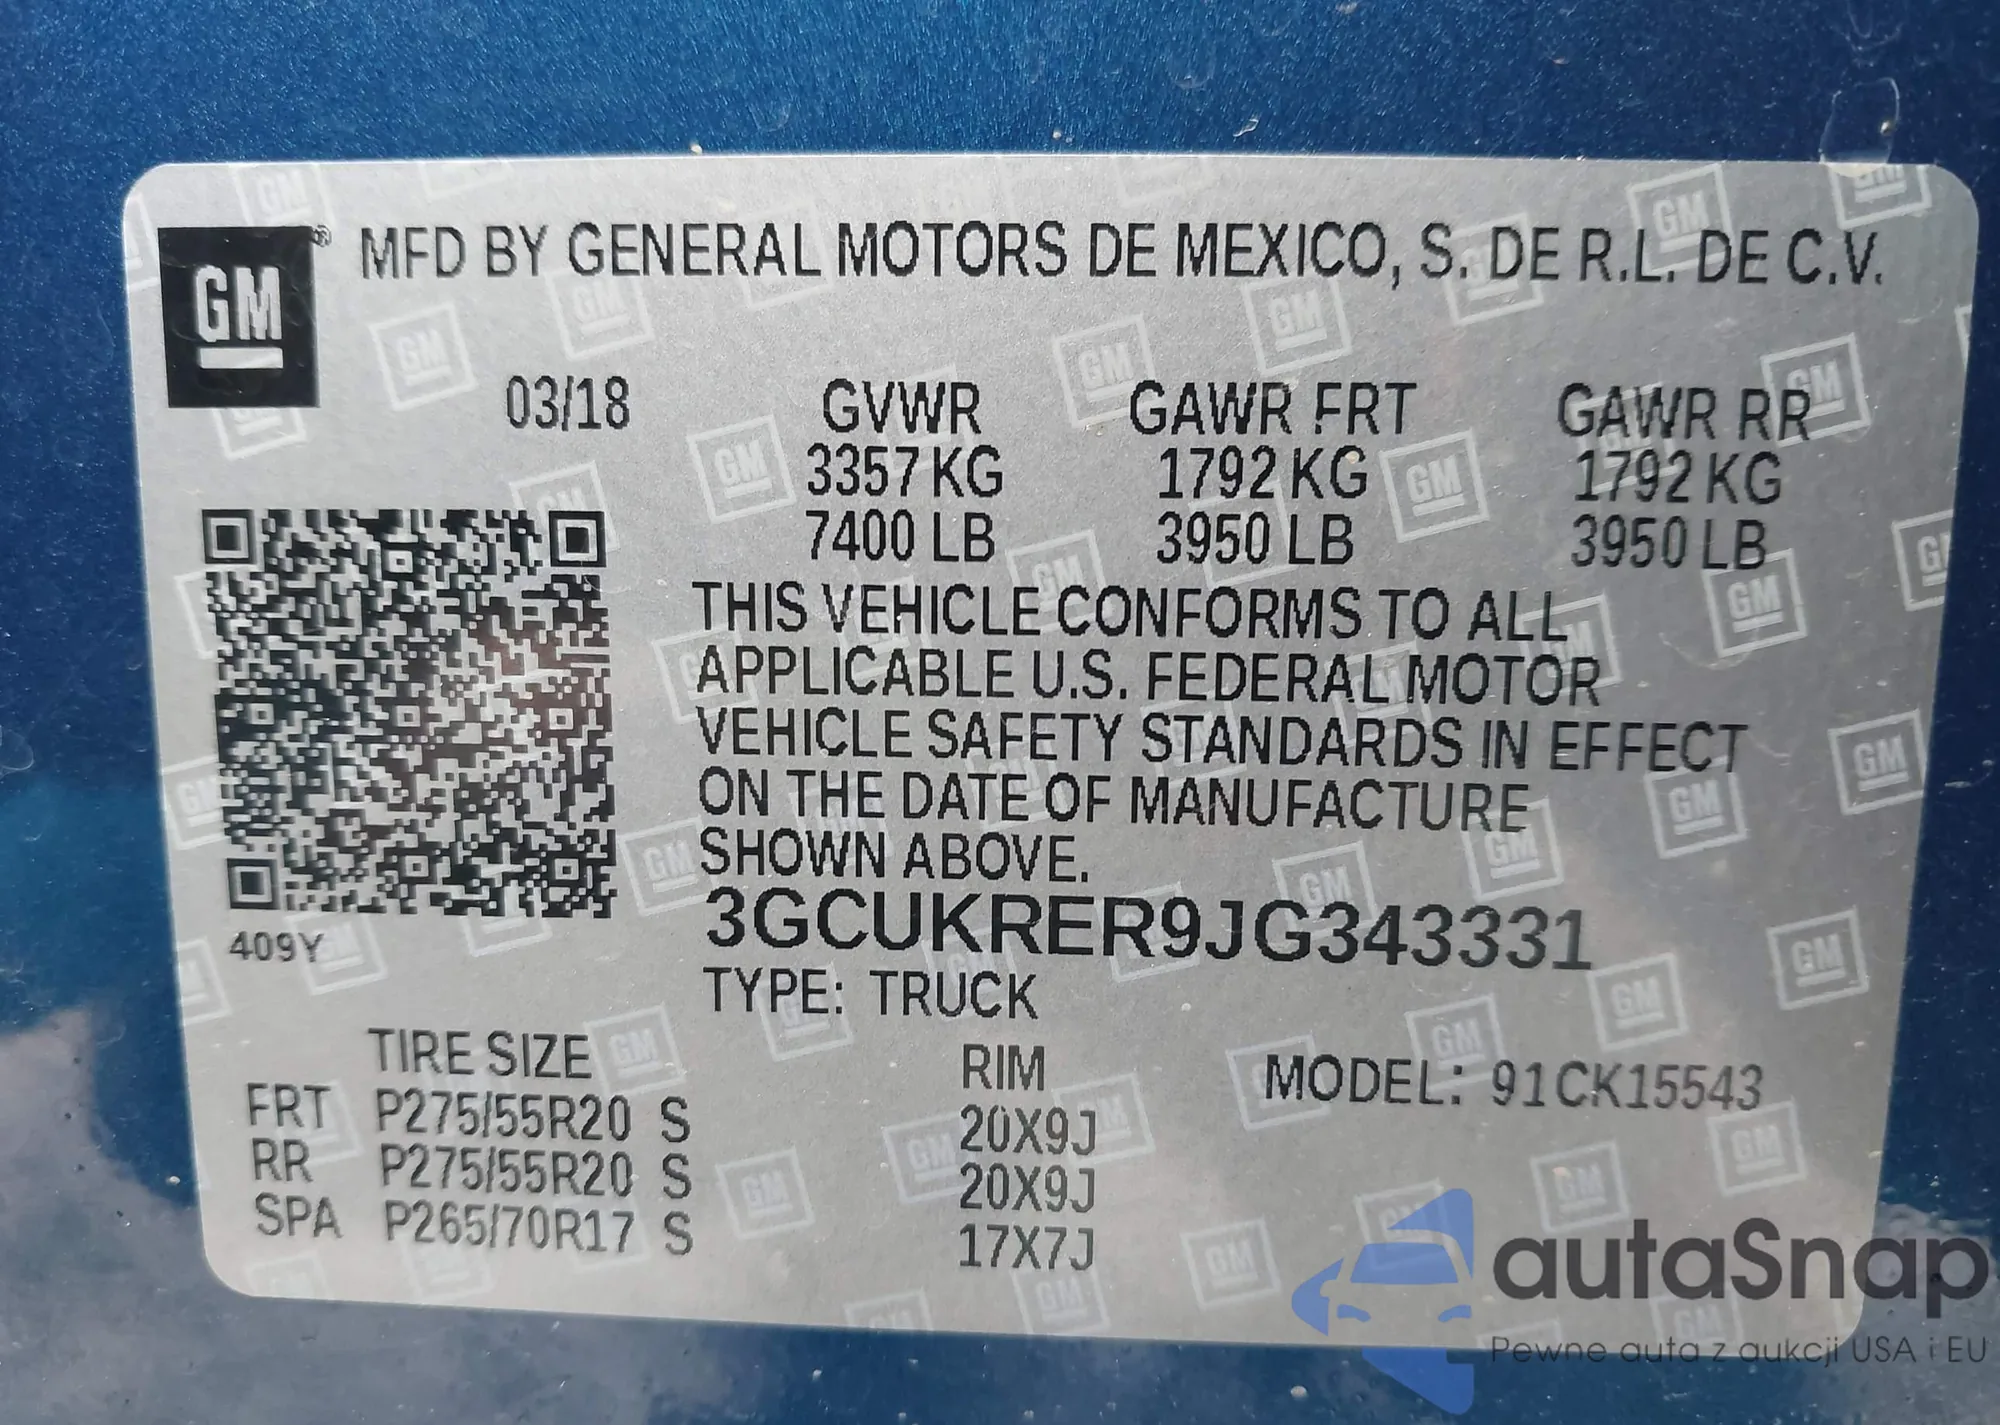 GM ® MFD BY GENERAL MOTORS DE MEXICO, S. DE R.L. DE C.V.
03/18 GVWR GAWR FRT GAWR RR
3357 KG 1792 KG 1792 KG
7400 LB 3950 LB 3950 LB
THIS VEHICLE CONFORMS TO ALL
APPLICABLE U.S. FEDERAL MOTOR
VEHICLE SAFETY STANDARDS IN EFFECT
ON THE DATE OF MANUFACTURE
SHOWN ABOVE.
3GCUKRER9JG343331
409Y
TYPE: TRUCK
TIRE SIZE RIM MODEL: 91CK15543
FRT P275/55R20 S 20X9J
RR P275/55R20 S 20X9J
SPA P265/70R17 S 17X7J
autaSnap
Pewne auta z aukcji USA i EU